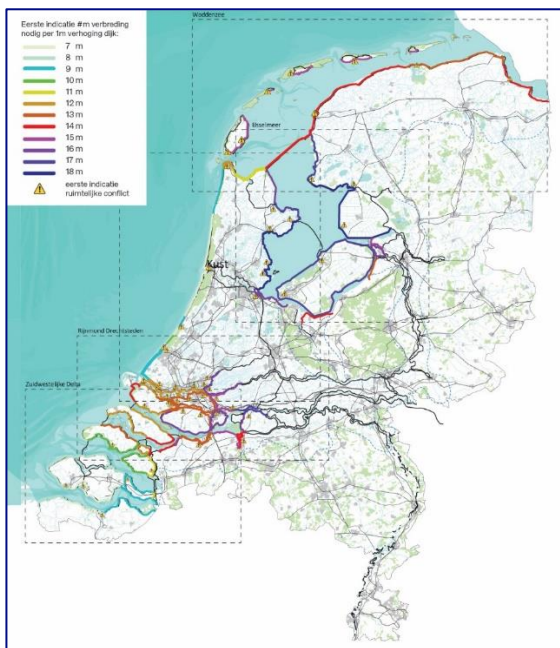 Waddenzee
Eerste indicatie #m verbreding
nodig per 1m verhoging dijk:
7 m
8 m
9 m
10 m
11 m
12 m
13 m
14 m
15 m
16 m
17 m
18 m
eerste indicatie
ruimtelijke conflict
IJsselmeer
Kust
Rijnmond Drechtsteden
Zuidwestelijke Delta